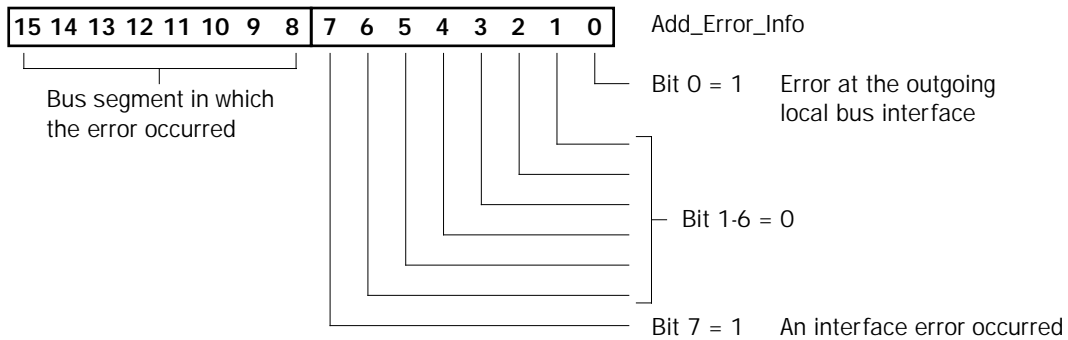 15 14 13 12 11 10 9 8 7 6 5 4 3 2 1 0 Add_Error_Info
Bit 0 = 1 Error at the outgoing
local bus interface
Bus segment in which
the error occurred
Bit 1-6 = 0
Bit 7 = 1 An interface error occurred